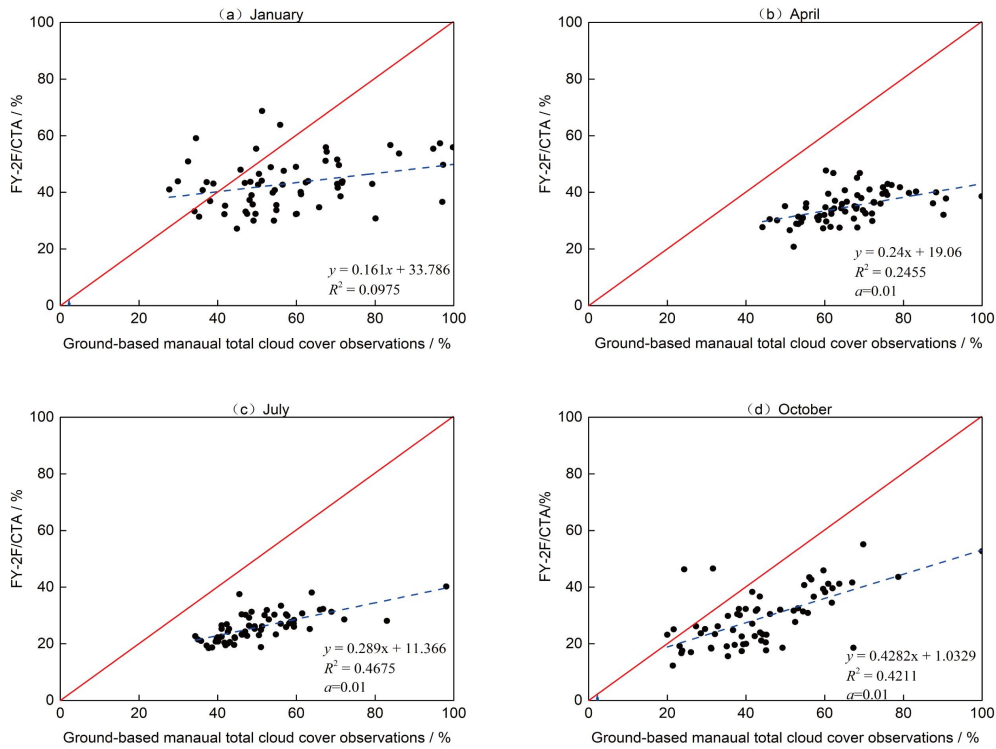 （a）January
100
80
60
40
20
0
FY-2F/CTA / %
y = 0.161x + 33.786
R² = 0.0975
0 20 40 60 80 100
Ground-based manaual total cloud cover observations / %
（b）April
100
80
60
40
20
0
FY-2F/CTA / %
y = 0.24x + 19.06
R² = 0.2455
a=0.01
0 20 40 60 80 100
Ground-based manaual total cloud cover observations / %
（c）July
100
80
60
40
20
0
FY-2F/CTA / %
y = 0.289x + 11.366
R² = 0.4675
a=0.01
0 20 40 60 80 100
Ground-based manaual total cloud cover observations / %
（d）October
100
80
60
40
20
0
FY-2F/CTA/%
y = 0.4282x + 1.0329
R² = 0.4211
a=0.01
0 20 40 60 80 100
Ground-based manaual total cloud cover observations / %